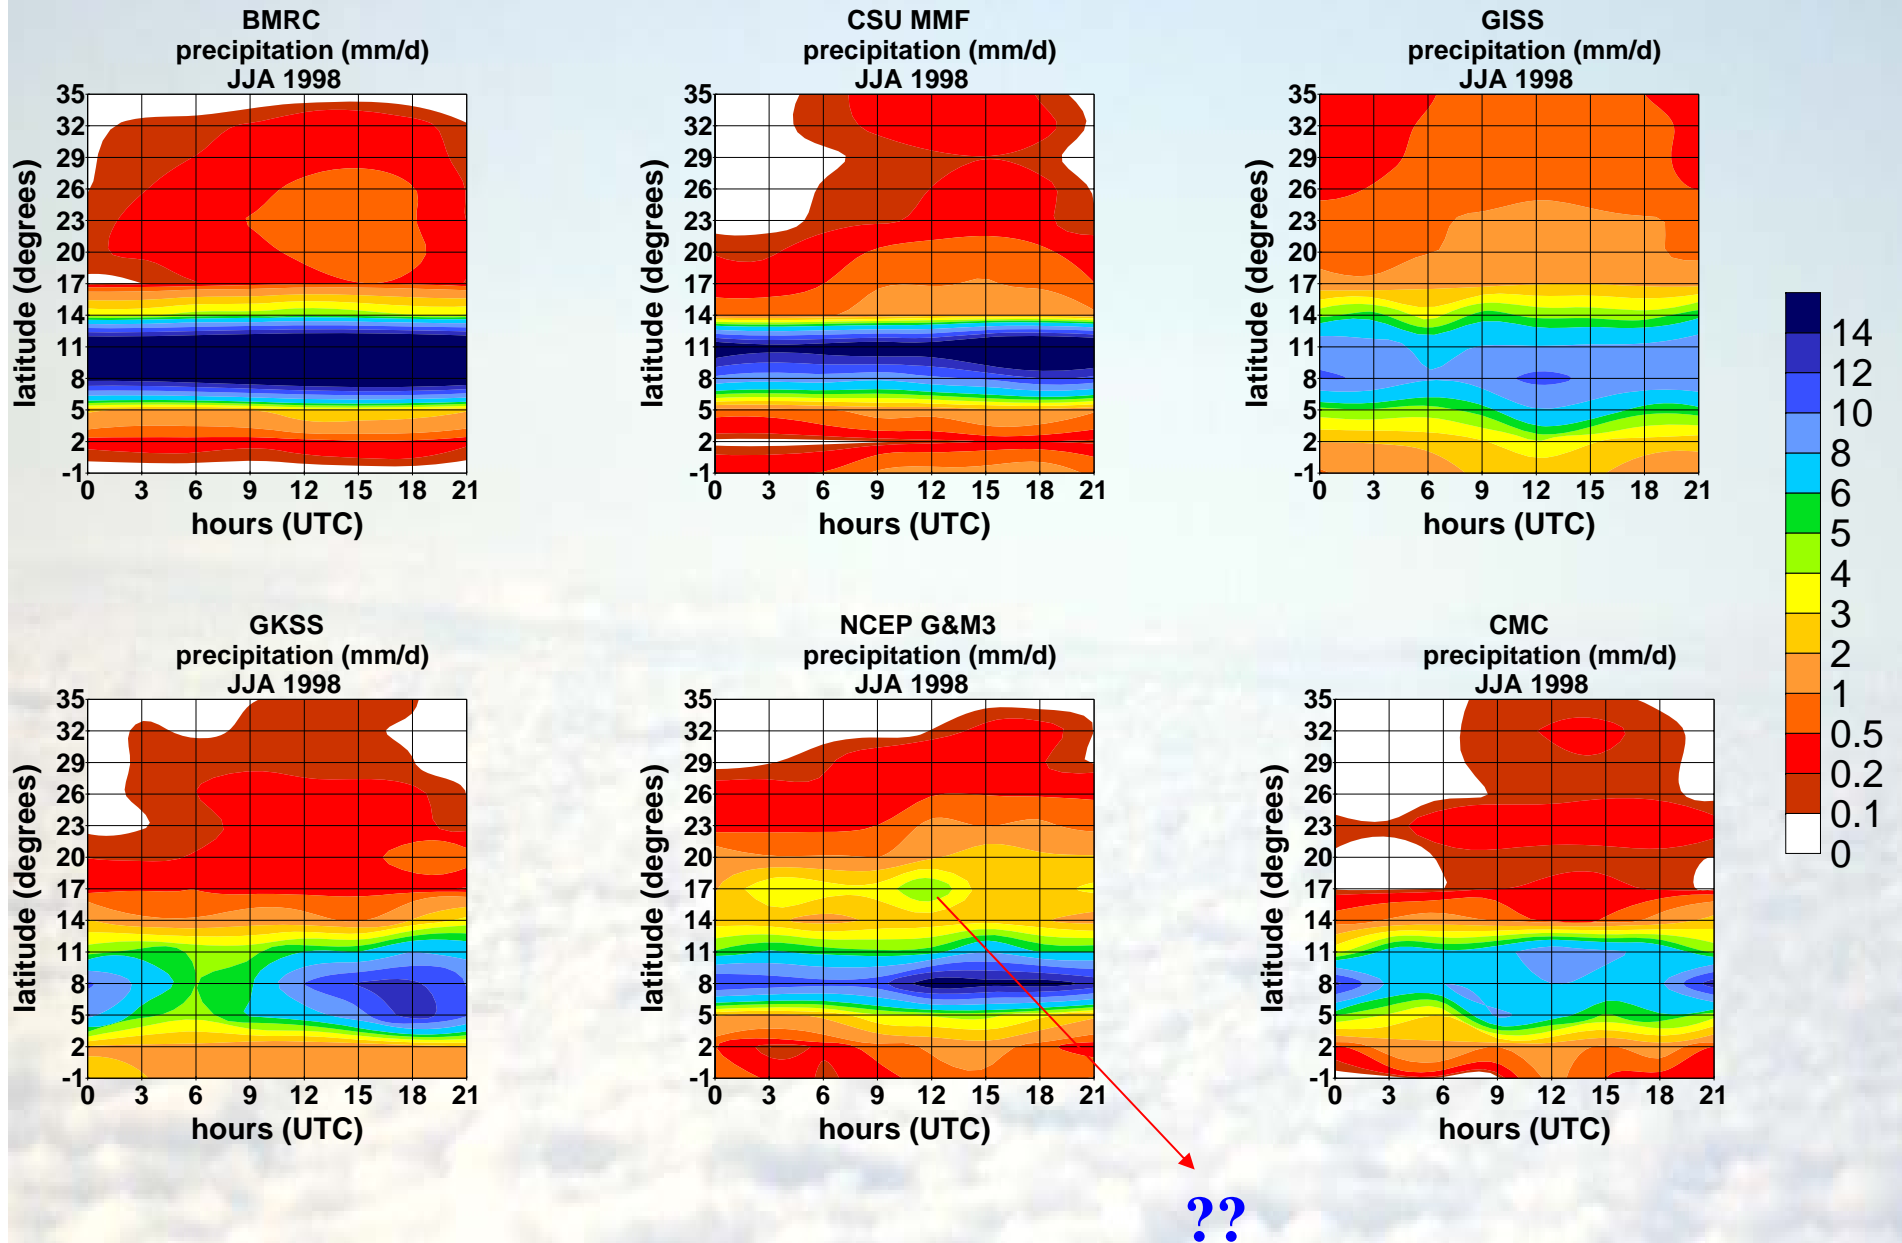 BMRC
precipitation (mm/d)
JJA 1998
35
32
29
26
23
20
17
14
11
8
5
2
-1
latitude (degrees)
0 3 6 9 12 15 18 21
hours (UTC)
CSU MMF
precipitation (mm/d)
JJA 1998
35
32
29
26
23
20
17
14
11
8
5
2
-1
latitude (degrees)
0 3 6 9 12 15 18 21
hours (UTC)
GISS
precipitation (mm/d)
JJA 1998
35
32
29
26
23
20
17
14
11
8
5
2
-1
latitude (degrees)
0 3 6 9 12 15 18 21
hours (UTC)
14
12
10
8
6
5
4
3
2
1
0.5
0.2
0.1
0
GKSS
precipitation (mm/d)
JJA 1998
35
32
29
26
23
20
17
14
11
8
5
2
-1
latitude (degrees)
0 3 6 9 12 15 18 21
hours (UTC)
NCEP G&M3
precipitation (mm/d)
JJA 1998
35
32
29
26
23
20
17
14
11
8
5
2
-1
latitude (degrees)
0 3 6 9 12 15 18 21
hours (UTC)
CMC
precipitation (mm/d)
JJA 1998
35
32
29
26
23
20
17
14
11
8
5
2
-1
latitude (degrees)
0 3 6 9 12 15 18 21
hours (UTC)
??